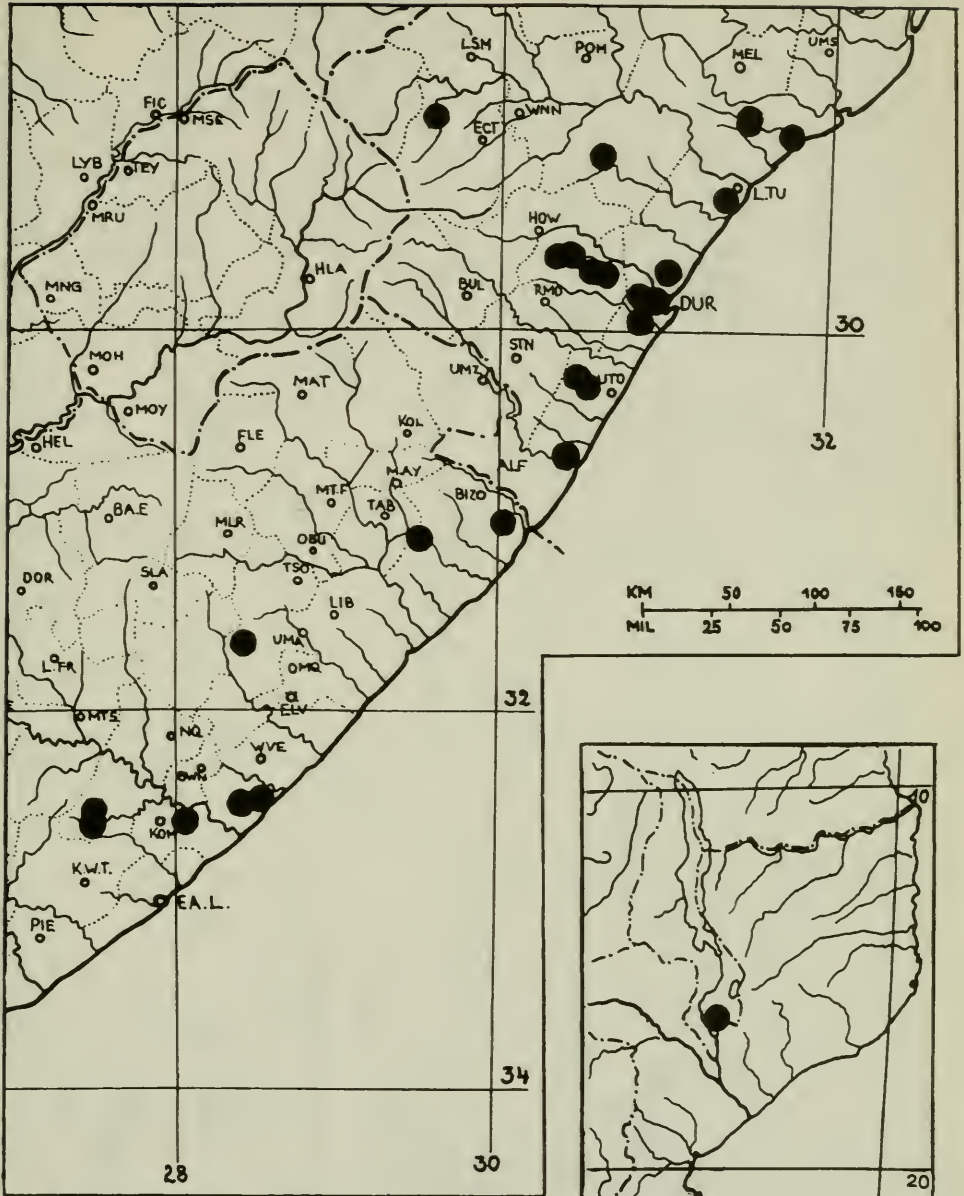 LSM
POM
MEL
UMS
FIC
MSE
WNN
ECT
LYB
TEY
L.TU
MRU
HOW
HLA
MNG
BUL
RMO
DUR
30
MOH
STN
UMZ
MAT
UTO
MOY
32
HEL
FLE
KOL
ALF
MAY
BIZO
BA.E
MT.F
TAB
MLR
DOR
SLA
TSO
KM 50 100 150
LIB
MIL 25 50 75 100
UMA
L.FR
MQ
32
ELV
MTS
NQ
WVE
10
KOM
K.W.T.
EA.L.
PIE
34
28
30
20